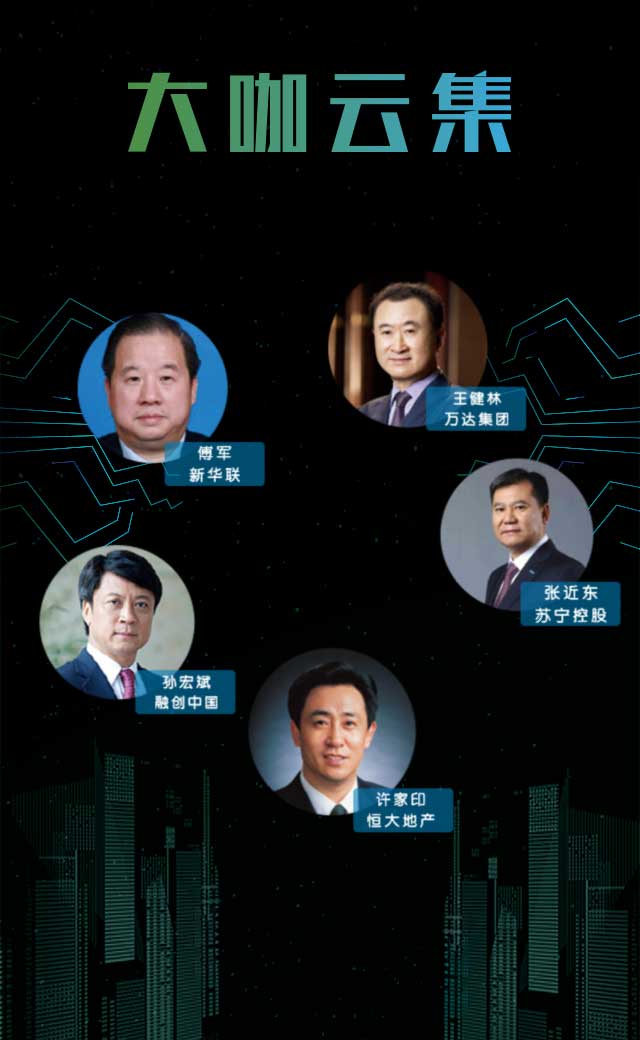 大咖云集
王健林
万达集团
傅军
新华联
张近东
苏宁控股
孙宏斌
融创中国
许家印
恒大地产